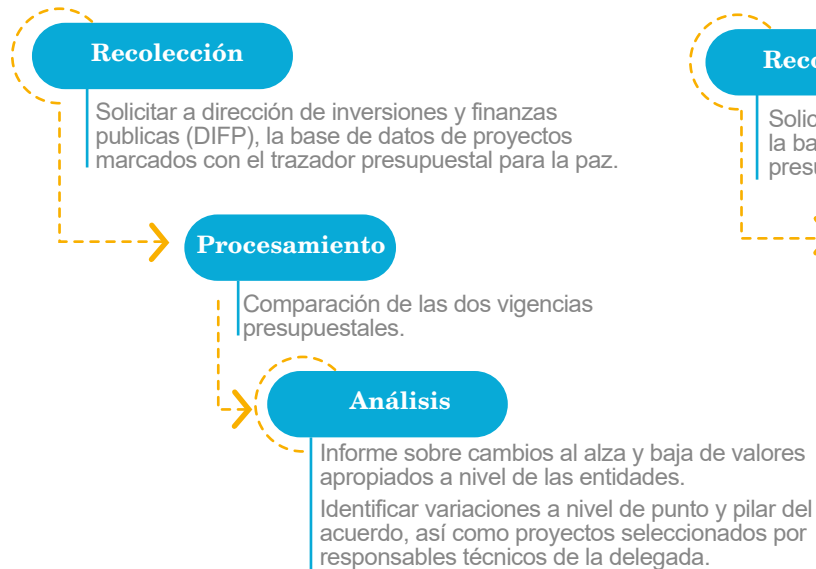 Recolección
Solicitar a dirección de inversiones y finanzas
publicas (DIFP), la base de datos de proyectos
marcados con el trazador presupuestal para la paz.
Procesamiento
Comparación de las dos vigencias
presupuestales.
Análisis
Informe sobre cambios al alza y baja de valores
apropiados a nivel de las entidades.
Identificar variaciones a nivel de punto y pilar del
acuerdo, así como proyectos seleccionados por
responsables técnicos de la delegada.
la